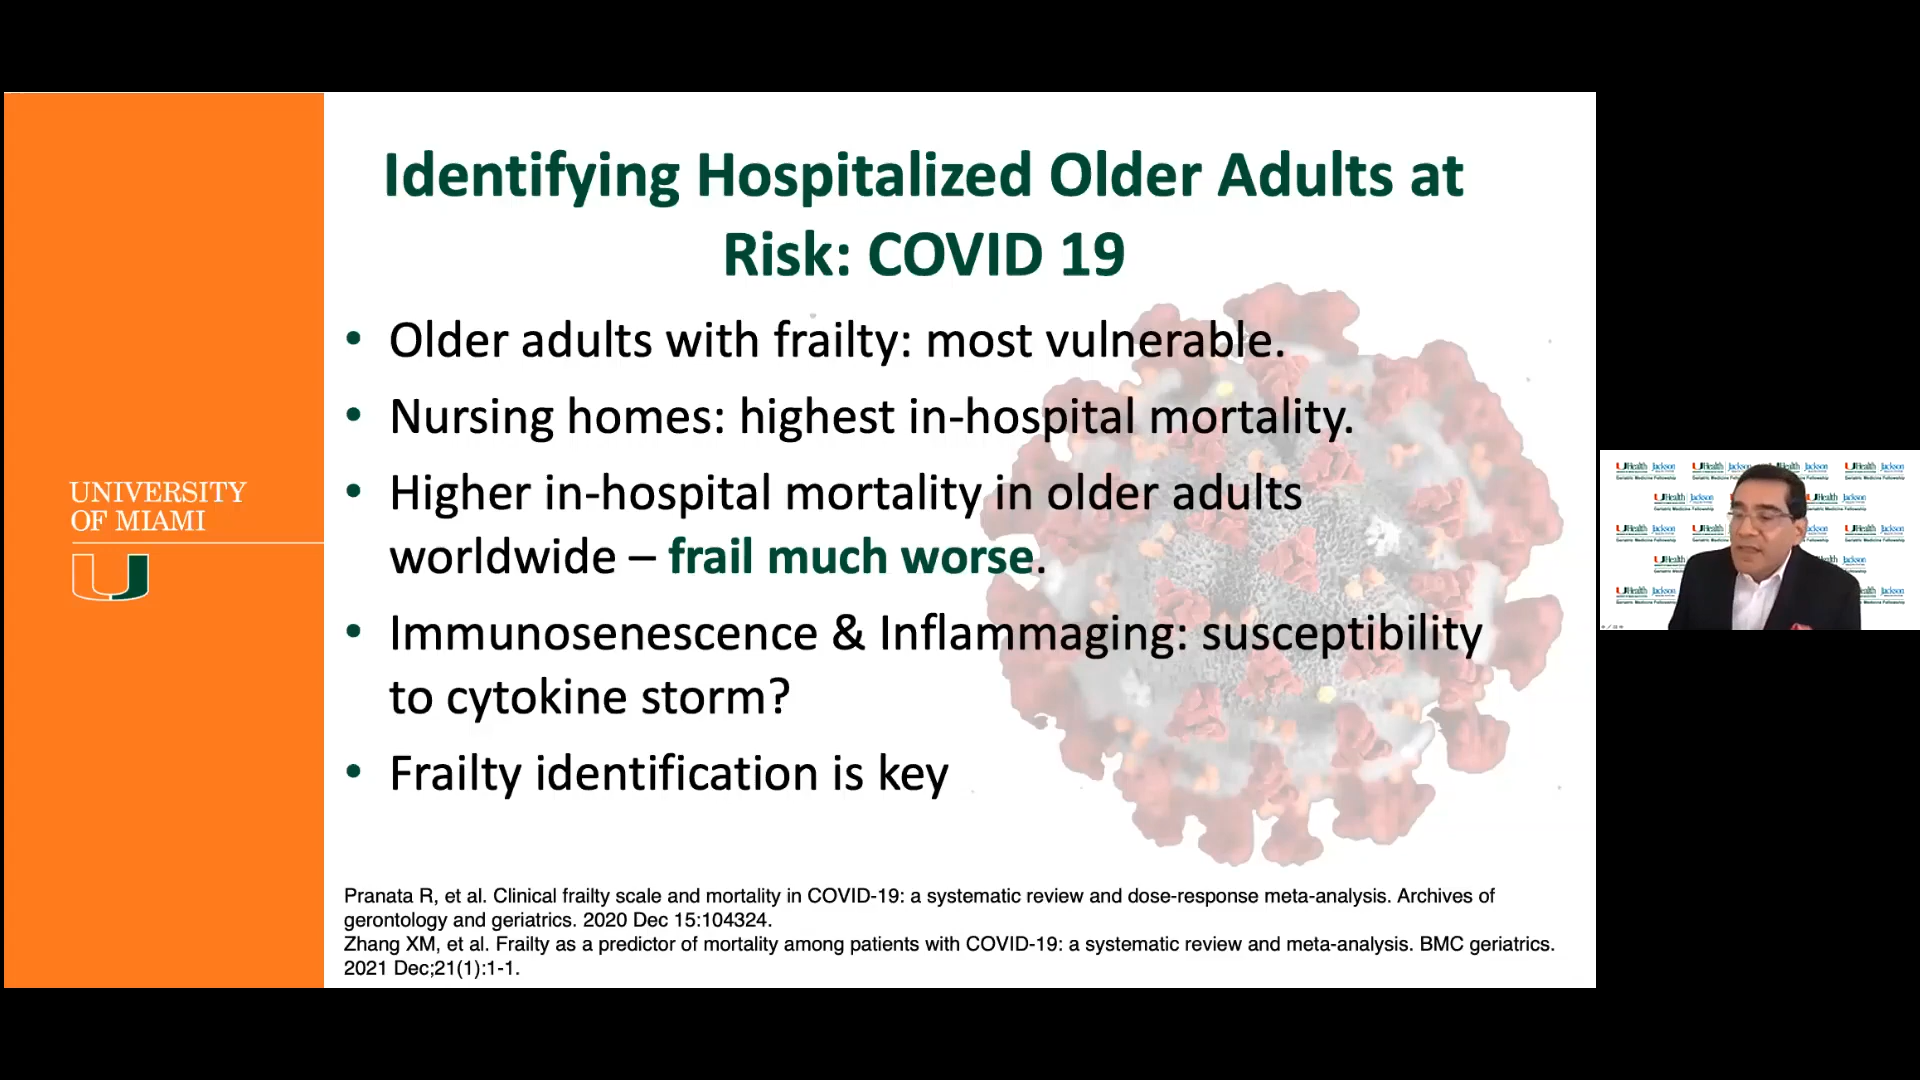 Identifying Hospitalized Older Adults at
Risk: COVID 19
• Older adults with frailty: most vulnerable.
• Nursing homes: highest in-hospital mortality.
• Higher in-hospital mortality in older adults
worldwide – frail much worse.
• Immunosenescence & Inflammaging: susceptibility
to cytokine storm?
• Frailty identification is key
Pranata R, et al. Clinical frailty scale and mortality in COVID-19: a systematic review and dose-response meta-analysis. Archives of
gerontology and geriatrics. 2020 Dec 15:104324.
Zhang XM, et al. Frailty as a predictor of mortality among patients with COVID-19: a systematic review and meta-analysis. BMC geriatrics.
2021 Dec;21(1):1-1.
UNIVERSITY
OF MIAMI
UHealth Jackson
Geriatric Medicine Fellowship